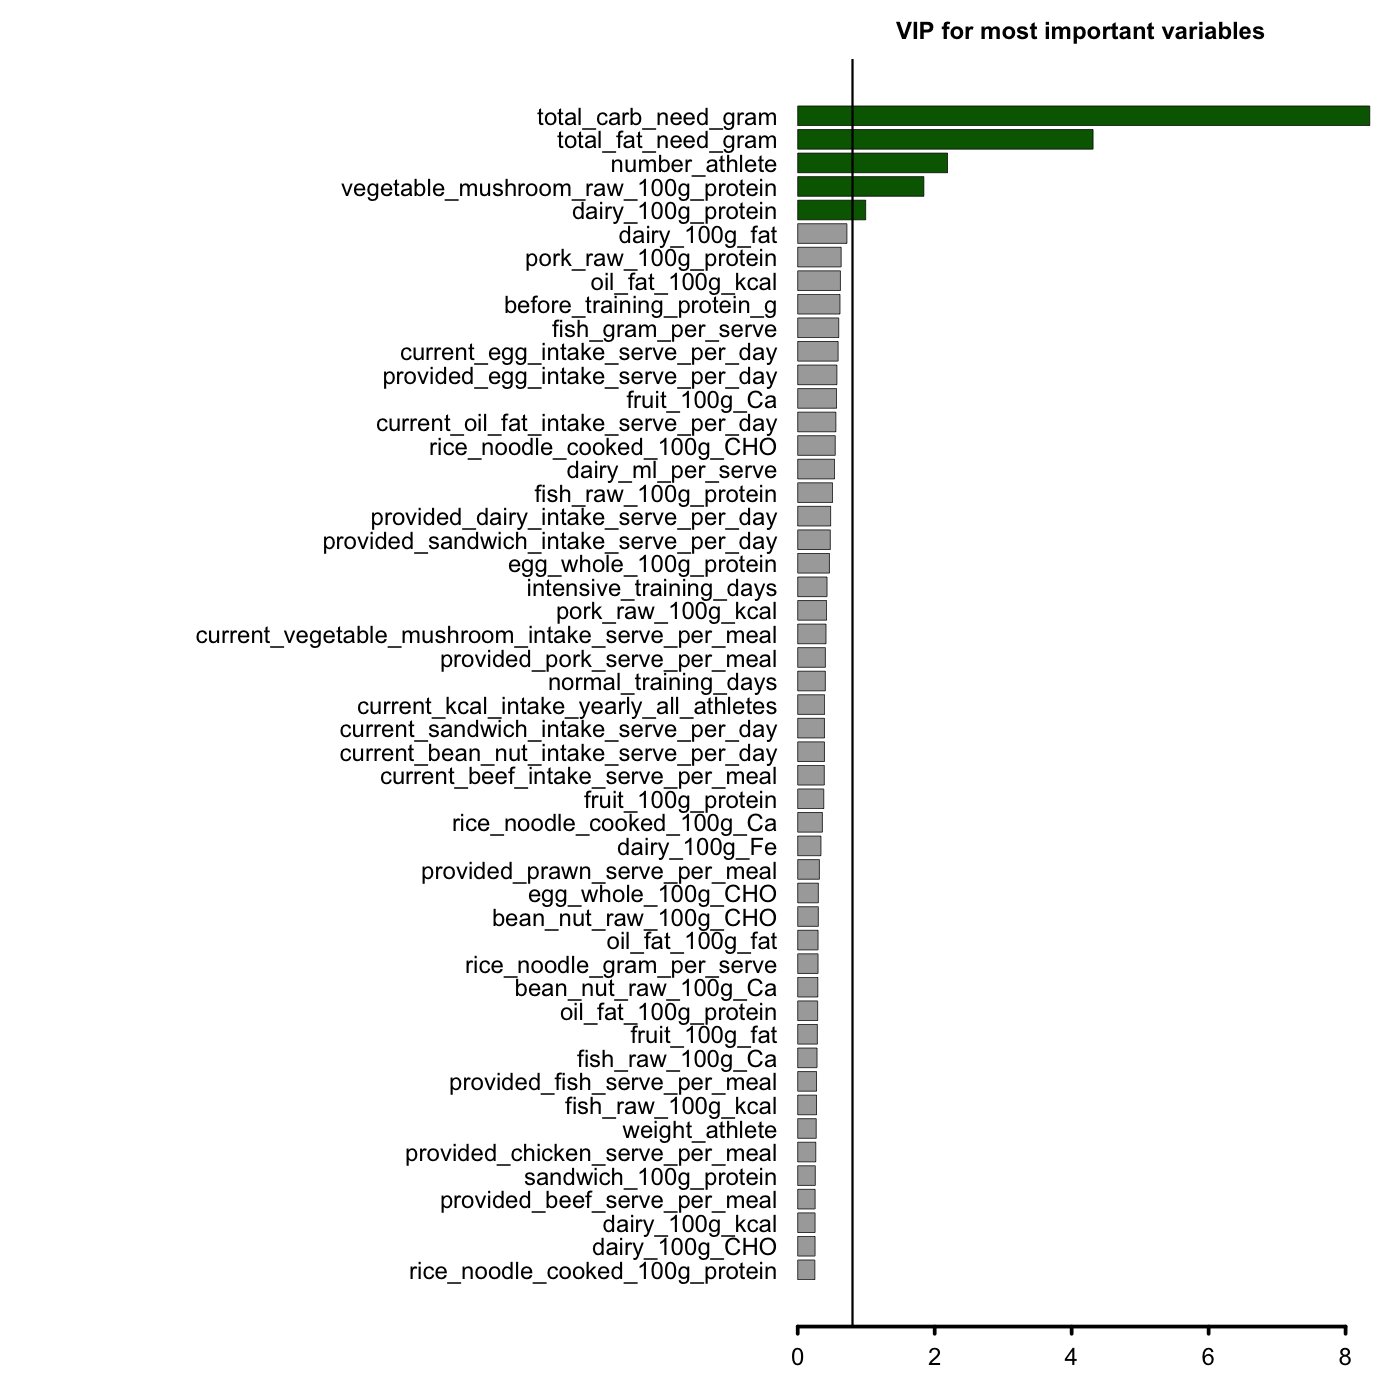 VIP for most important variables
total_carb_need_gram
total_fat_need_gram
number_athlete
vegetable_mushroom_raw_100g_protein
dairy_100g_protein
dairy_100g_fat
pork_raw_100g_protein
oil_fat_100g_kcal
before_training_protein_g
fish_gram_per_serve
current_egg_intake_serve_per_day
provided_egg_intake_serve_per_day
fruit_100g_Ca
current_oil_fat_intake_serve_per_day
rice_noodle_cooked_100g_CHO
dairy_ml_per_serve
fish_raw_100g_protein
provided_dairy_intake_serve_per_day
provided_sandwich_intake_serve_per_day
egg_whole_100g_protein
intensive_training_days
pork_raw_100g_kcal
current_vegetable_mushroom_intake_serve_per_meal
provided_pork_serve_per_meal
normal_training_days
current_kcal_intake_yearly_all_athletes
current_sandwich_intake_serve_per_day
current_bean_nut_intake_serve_per_day
current_beef_intake_serve_per_meal
fruit_100g_protein
rice_noodle_cooked_100g_Ca
dairy_100g_Fe
provided_prawn_serve_per_meal
egg_whole_100g_CHO
bean_nut_raw_100g_CHO
oil_fat_100g_fat
rice_noodle_gram_per_serve
bean_nut_raw_100g_Ca
oil_fat_100g_protein
fruit_100g_fat
fish_raw_100g_Ca
provided_fish_serve_per_meal
fish_raw_100g_kcal
weight_athlete
provided_chicken_serve_per_meal
sandwich_100g_protein
provided_beef_serve_per_meal
dairy_100g_kcal
dairy_100g_CHO
rice_noodle_cooked_100g_protein
0 2 4 6 8